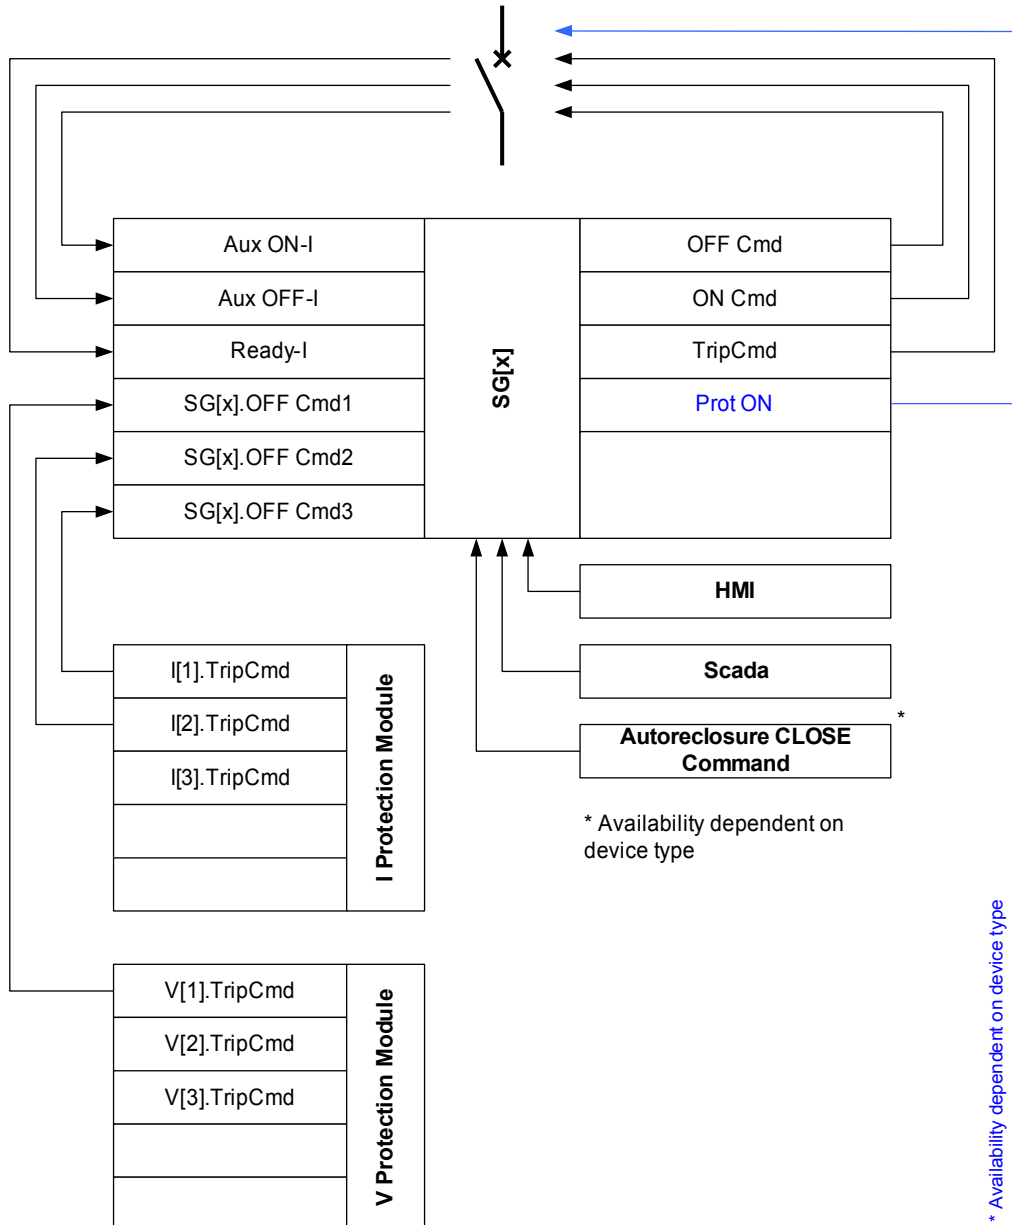 Aux ON-I
OFF Cmd
Aux OFF-I
ON Cmd
Ready-I
TripCmd
SG[x].OFF Cmd1
Prot ON
SG[x].OFF Cmd2
SG[x].OFF Cmd3
SG[x]
HMI
Scada
*
Autoreclosure CLOSE
Command
* Availability dependent on
device type
I[1].TripCmd
I[2].TripCmd
I[3].TripCmd
I Protection Module
V[1].TripCmd
V[2].TripCmd
V[3].TripCmd
V Protection Module
* Availability dependent on device type